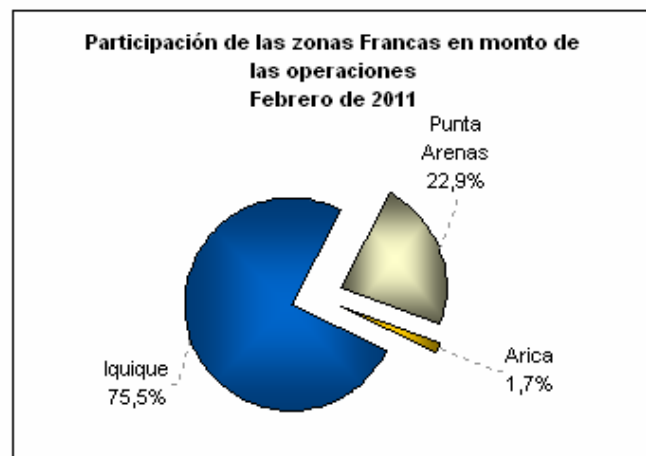 Participación de las zonas Francas en monto de
las operaciones
Febrero de 2011
Punta
Arenas
22,9%
Arica
1,7%
Iquique
75,5%